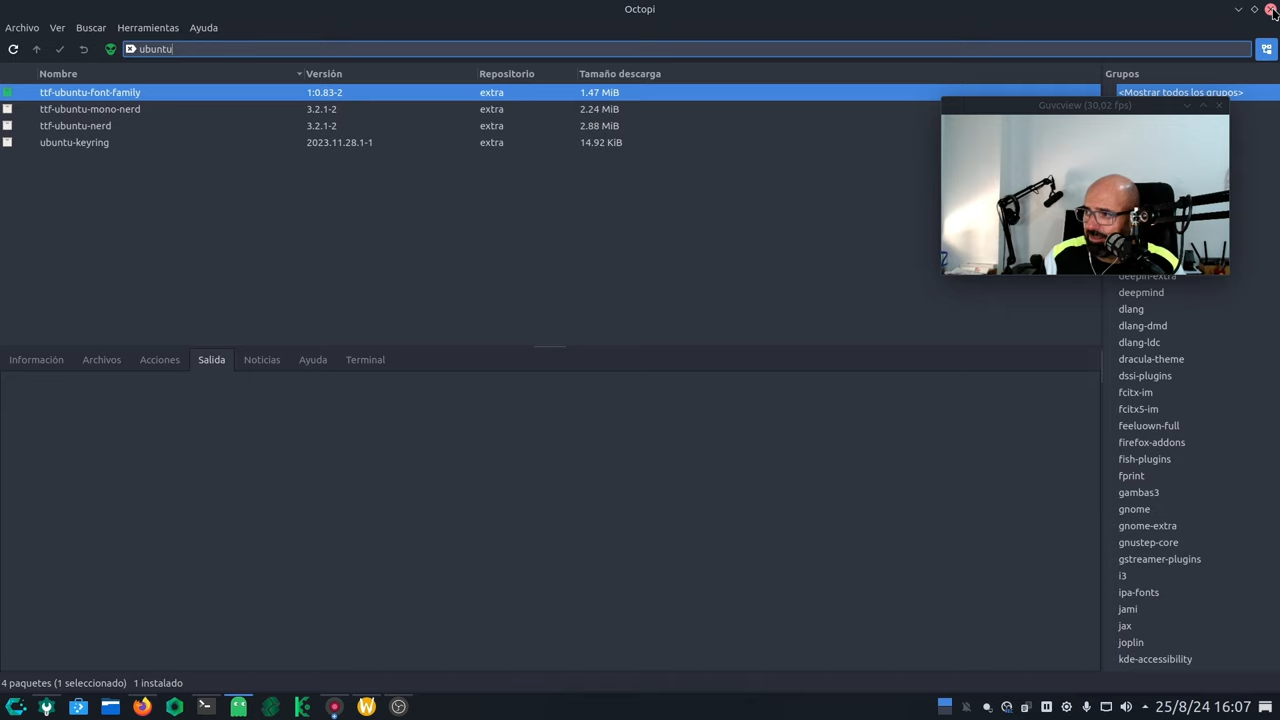 Octopi
Archivo Ver Buscar Herramientas Ayuda
ubuntu
Nombre Versión Repositorio Tamaño descarga Grupos
ttf-ubuntu-font-family 1:0.83-2 extra 1.47 MiB <Mostrar todos los grupos>
ttf-ubuntu-mono-nerd 3.2.1-2 extra 2.24 MiB
ttf-ubuntu-nerd 3.2.1-2 extra 2.88 MiB
ubuntu-keyring 2023.11.28.1-1 extra 14.92 KiB
Guvcview (30,02 fps)
deepin-extra
deepmind
dlang
dlang-dmd
dlang-ldc
dracula-theme
dssi-plugins
fcitx-im
fcitx5-im
feeluown-full
firefox-addons
fish-plugins
fprint
gambas3
gnome
gnome-extra
gnustep-core
gstreamer-plugins
i3
ipa-fonts
jami
jax
joplin
kde-accessibility
Información Archivos Acciones Salida Noticias Ayuda Terminal
4 paquetes (1 seleccionado) 1 instalado
25/8/24 16:07